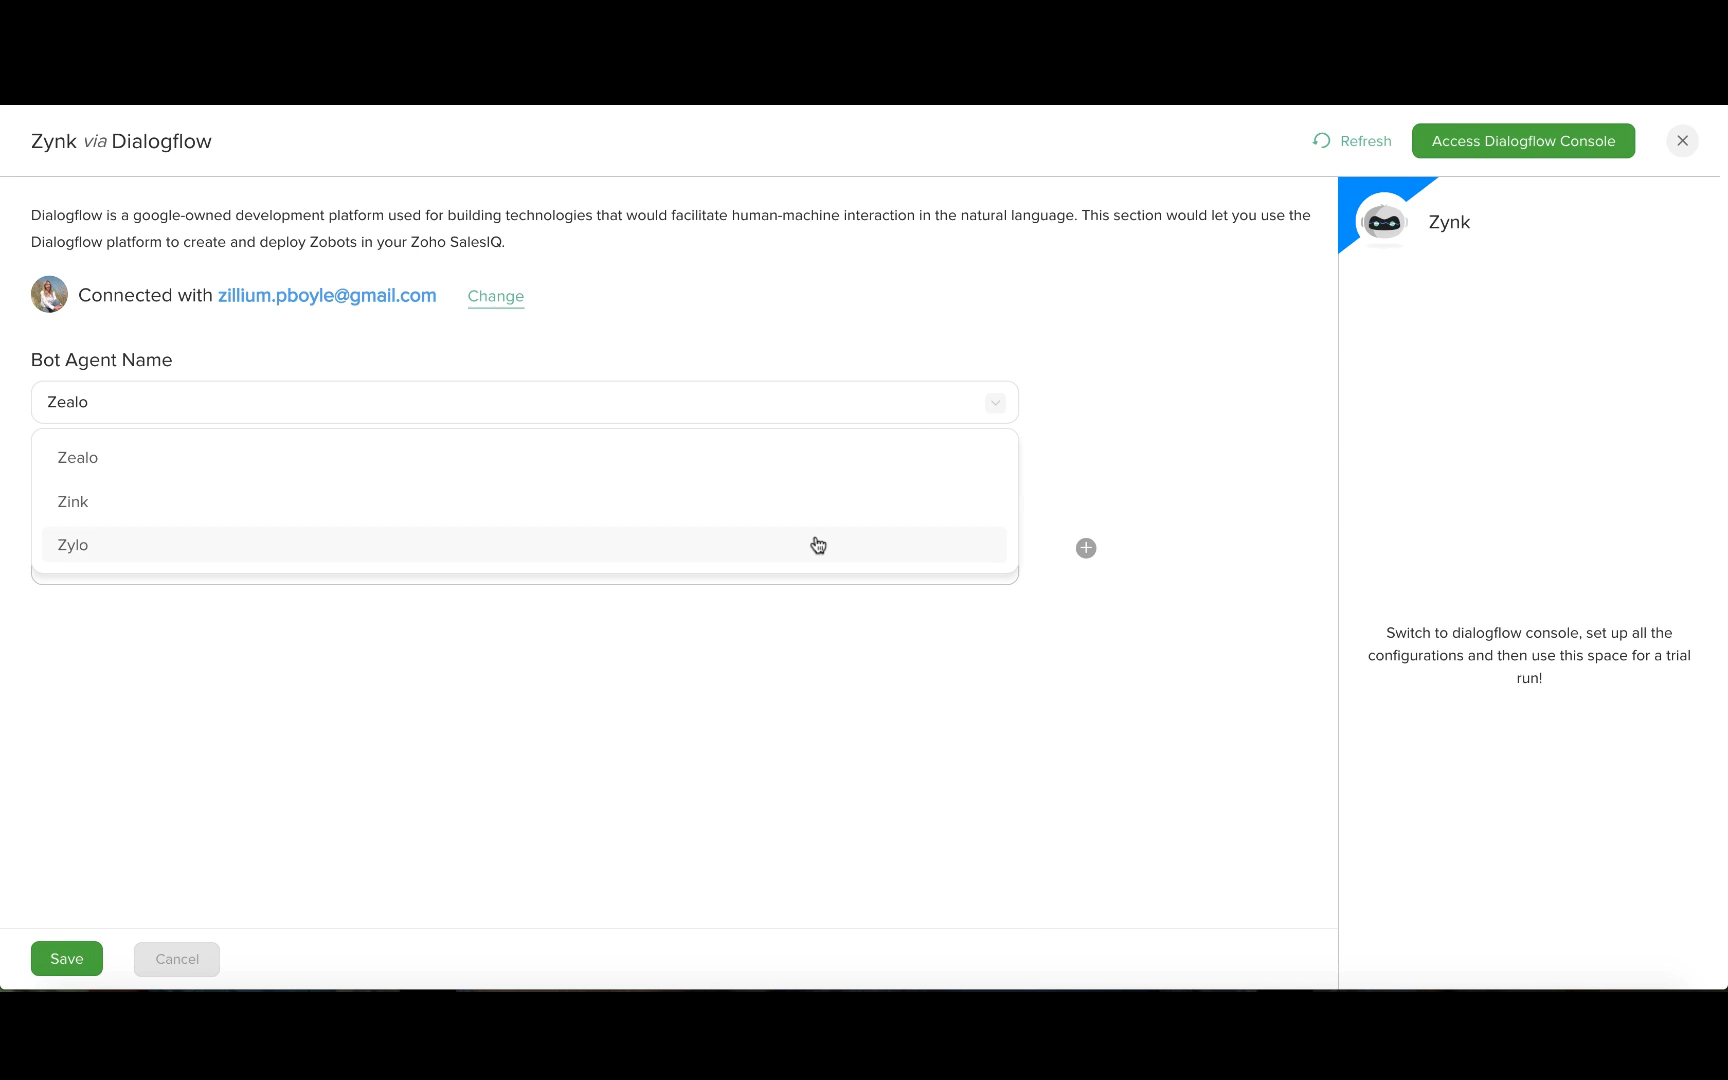 Zynk via Dialogflow
Refresh
Access Dialogflow Console
Dialogflow is a google-owned development platform used for building technologies that would facilitate human-machine interaction in the natural language. This section would let you use the
Dialogflow platform to create and deploy Zobots in your Zoho SalesIQ.
Zynk
Connected with zillium.pboyle@gmail.com
Change
Bot Agent Name
Zealo
Zealo
Zink
Zylo
Switch to dialogflow console, set up all the
configurations and then use this space for a trial
run!
Save
Cancel